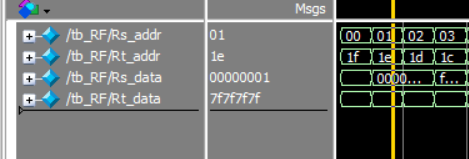 Msgs
/tb_RF/Rs_addr 01 00 01 02 03
/tb_RF/Rt_addr 1e 1f 1e 1d 1c
/tb_RF/Rs_data 00000001 0000... f...
/tb_RF/Rt_data 7f7f7f7f